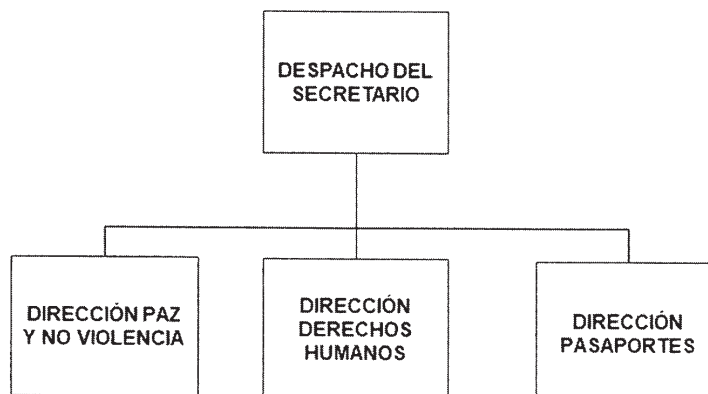 DESPACHO DEL
SECRETARIO
DIRECCIÓN PAZ
Y NO VIOLENCIA
DIRECCIÓN
DERECHOS
HUMANOS
DIRECCIÓN
PASAPORTES